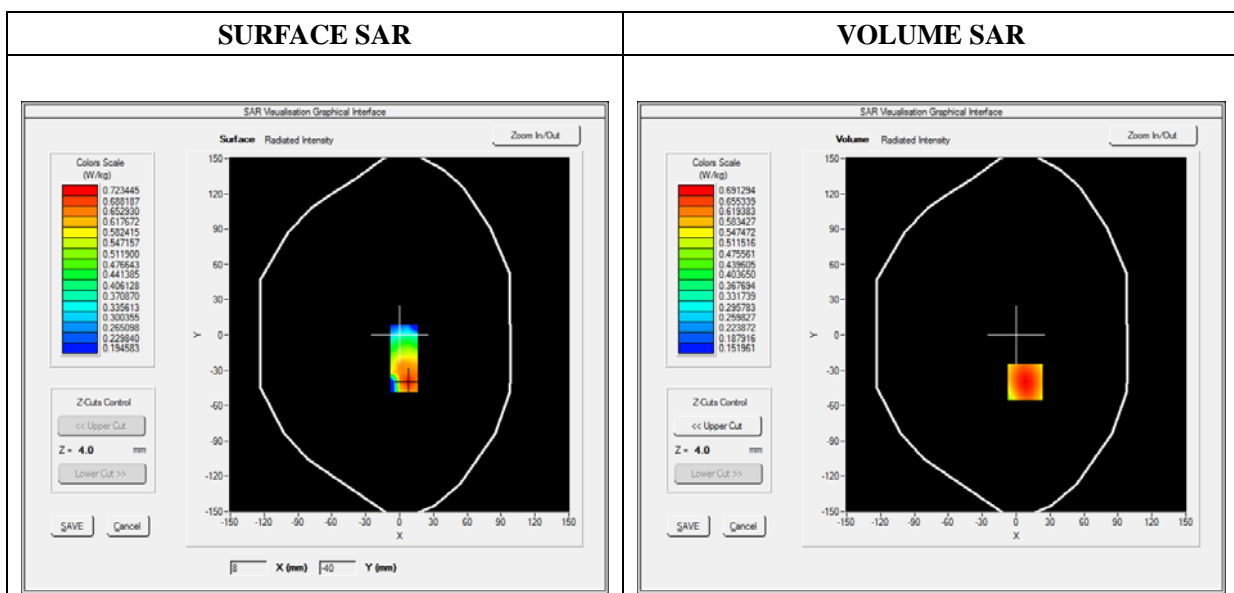 SURFACE SAR
VOLUME SAR
SAR Visualisation Graphical Interface
Surface Radiated Intensity
Zoom In/Out
Colors Scale
(W/kg)
0.723445
0.688187
0.652930
0.617672
0.582415
0.547157
0.511900
0.476643
0.441385
0.406128
0.370870
0.335613
0.300355
0.265098
0.229840
0.194583
Z-Cuts Control
<< Upper Cut
Z = 4.0 mm
Lower Cut >>
SAVE Cancel
150
120
90
60
30
0
-30
-60
-90
-120
-150
Y
-150 -120 -90 -60 -30 0 30 60 90 120 150
X
8 X (mm) -40 Y (mm)
SAR Visualisation Graphical Interface
Volume Radiated Intensity
Zoom In/Out
Colors Scale
(W/kg)
0.691294
0.655339
0.619383
0.583427
0.547472
0.511516
0.475561
0.439605
0.403650
0.367694
0.331739
0.295783
0.259827
0.223872
0.187916
0.151961
Z-Cuts Control
<< Upper Cut
Z = 4.0 mm
Lower Cut >>
SAVE Cancel
150
120
90
60
30
0
-30
-60
-90
-120
-150
Y
-150 -120 -90 -60 -30 0 30 60 90 120 150
X